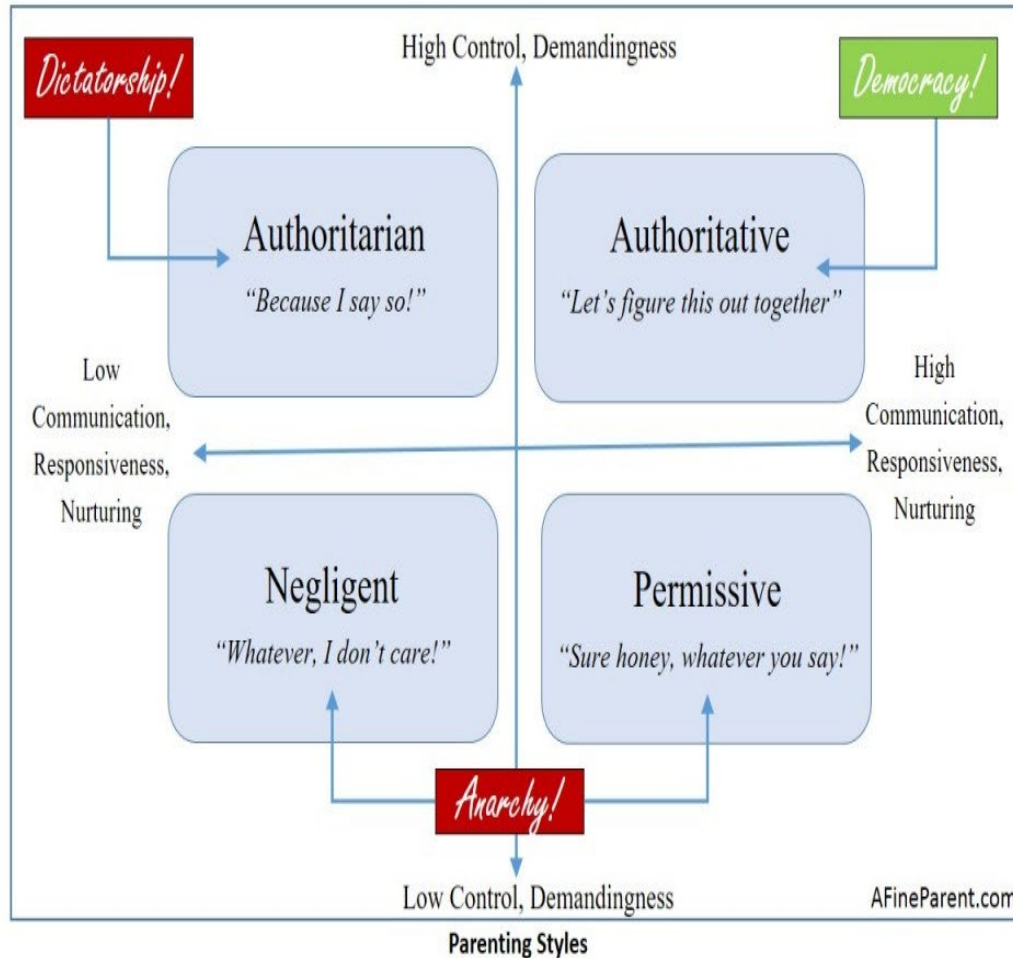 High Control, Demandingness
Dictatorship!
Democracy!
Authoritarian
“Because I say so!”
Authoritative
“Let’s figure this out together”
Low
Communication,
Responsiveness,
Nurturing
High
Communication,
Responsiveness,
Nurturing
Negligent
“Whatever, I don’t care!”
Permissive
“Sure honey, whatever you say!”
Anarchy!
Low Control, Demandingness
AFineParent.com
Parenting Styles